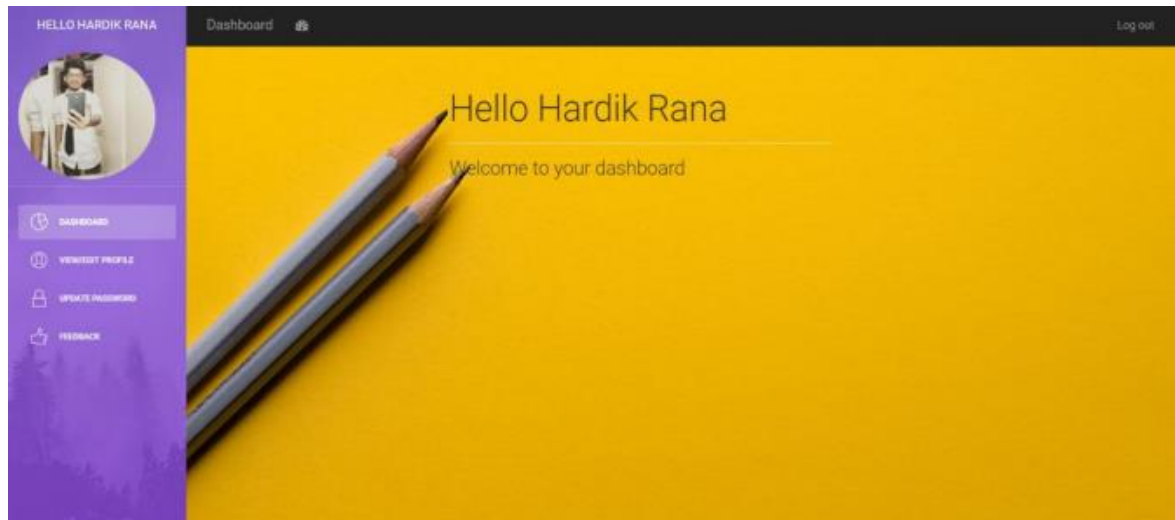 HELLO HARDIK RANA
Dashboard
Log out
Hello Hardik Rana
Welcome to your dashboard
DASHBOARD
VIEW/EDIT PROFILE
UPDATE PASSWORD
FEEDBACK